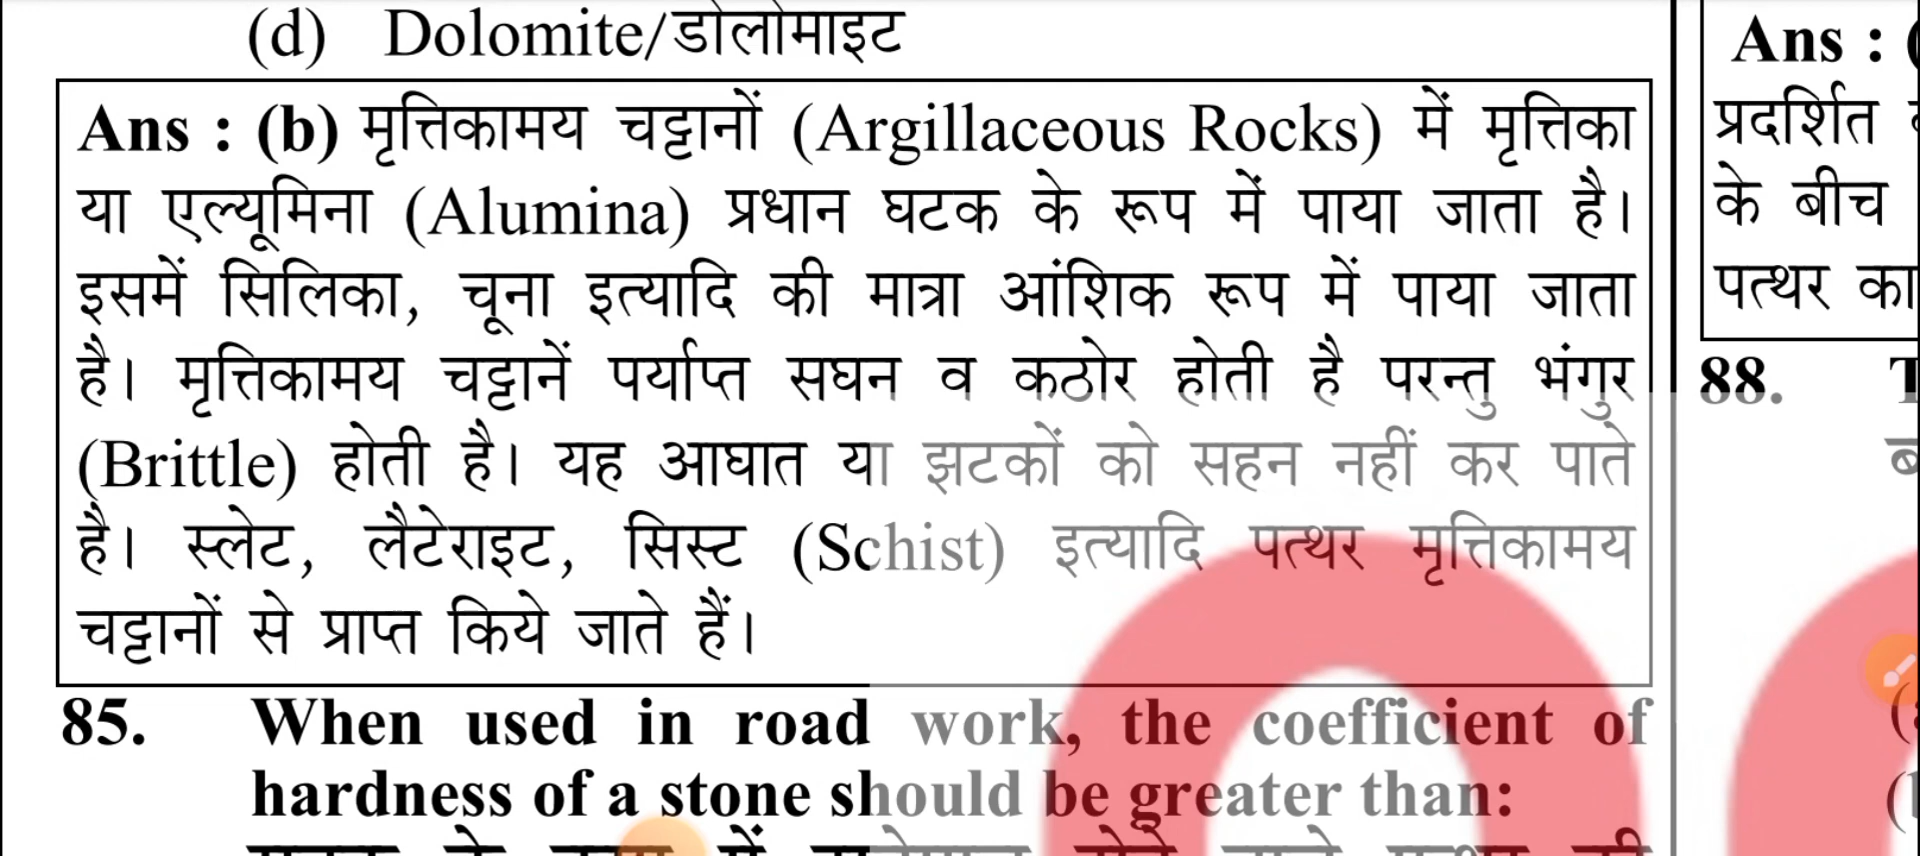 (d) Dolomite/डोलोमाइट
Ans : (b) मृत्तिकामय चट्टानों (Argillaceous Rocks) में मृत्तिका
या एल्यूमिना (Alumina) प्रधान घटक के रूप में पाया जाता है।
इसमें सिलिका, चूना इत्यादि की मात्रा आंशिक रूप में पाया जाता
है। मृत्तिकामय चट्टानें पर्याप्त सघन व कठोर होती है परन्तु भंगुर
(Brittle) होती है। यह आघात या झटकों को सहन नहीं कर पाते
है। स्लेट, लैटेराइट, सिस्ट (Schist) इत्यादि पत्थर मृत्तिकामय
चट्टानों से प्राप्त किये जाते हैं।
85. When used in road work, the coefficient of
hardness of a stone should be greater than:
Ans :
प्रदर्शित
के बीच
पत्थर का
88.